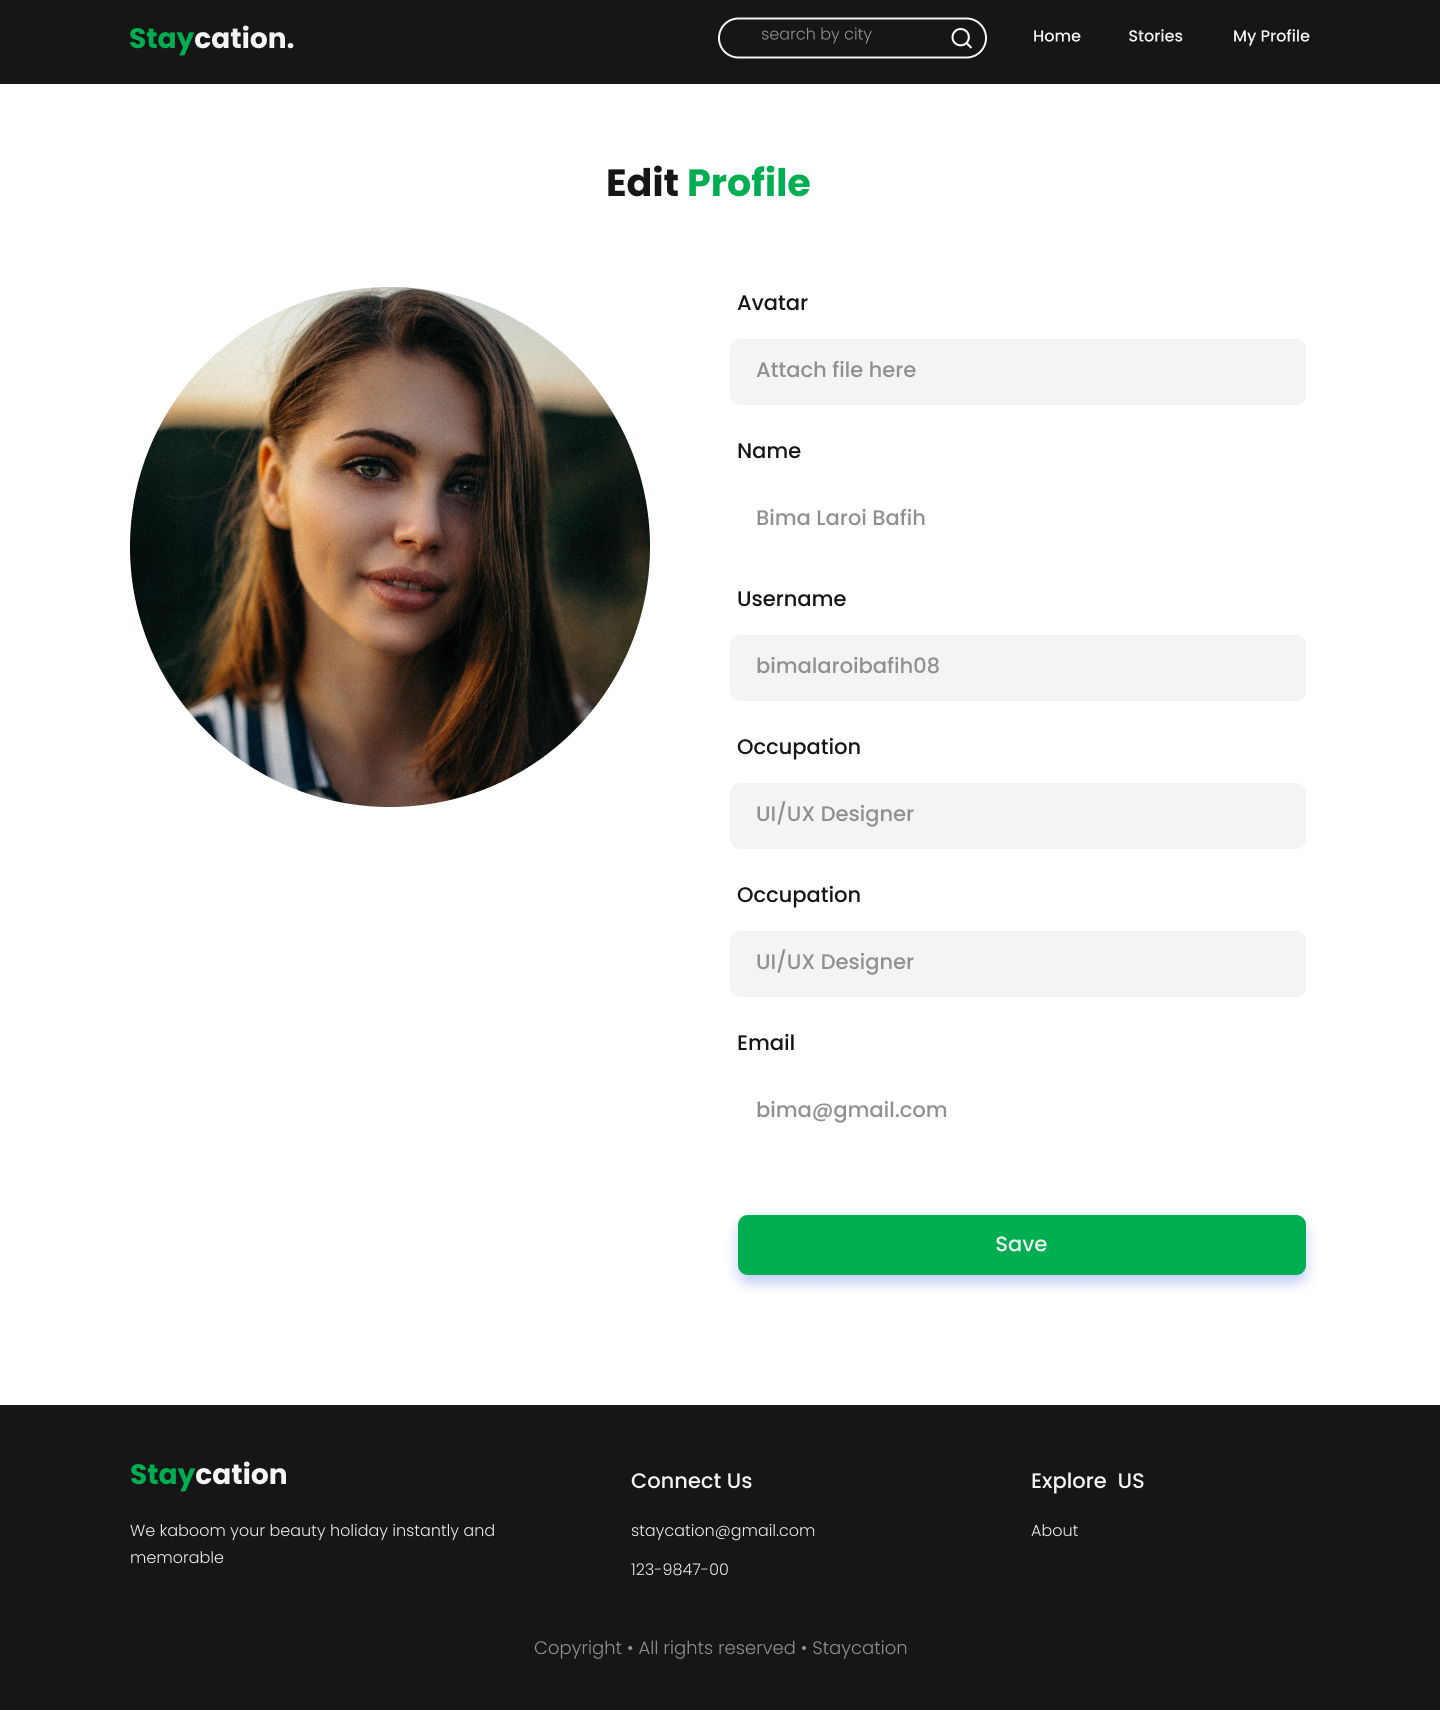 Staycation.
search by city
Home
Stories
My Profile
Edit Profile
Avatar
Attach file here
Name
Bima Laroi Bafih
Username
bimalaroibafih08
Occupation
UI/UX Designer
Occupation
UI/UX Designer
Email
bima@gmail.com
Save
Staycation
We kaboom your beauty holiday instantly and
memorable
Connect Us
staycation@gmail.com
123-9847-00
Explore  US
About
Copyright • All rights reserved • Staycation